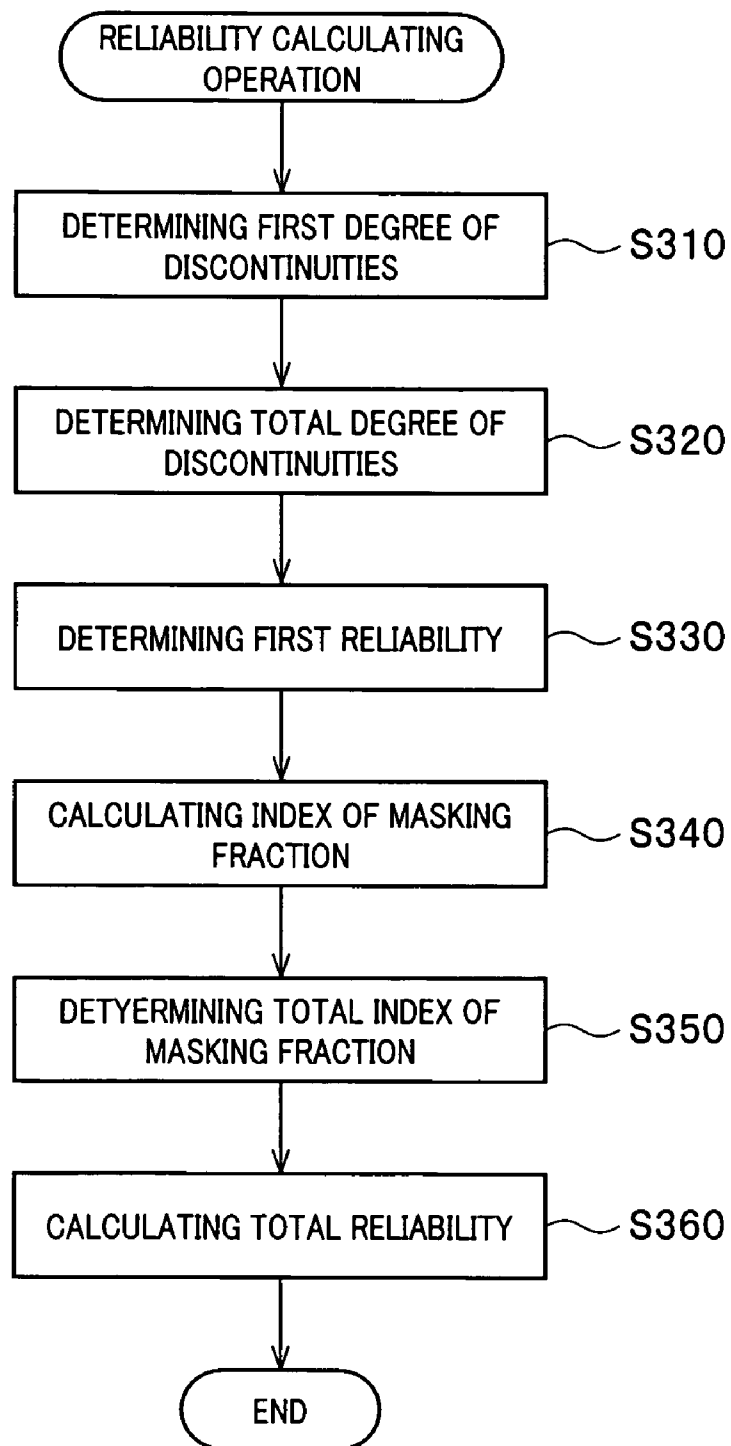 RELIABILITY CALCULATING
OPERATION
DETERMINING FIRST DEGREE OF
DISCONTINUITIES
S310
DETERMINING TOTAL DEGREE OF
DISCONTINUITIES
S320
DETERMINING FIRST RELIABILITY
S330
CALCULATING INDEX OF MASKING
FRACTION
S340
DETYERMINING TOTAL INDEX OF
MASKING FRACTION
S350
CALCULATING TOTAL RELIABILITY
S360
END